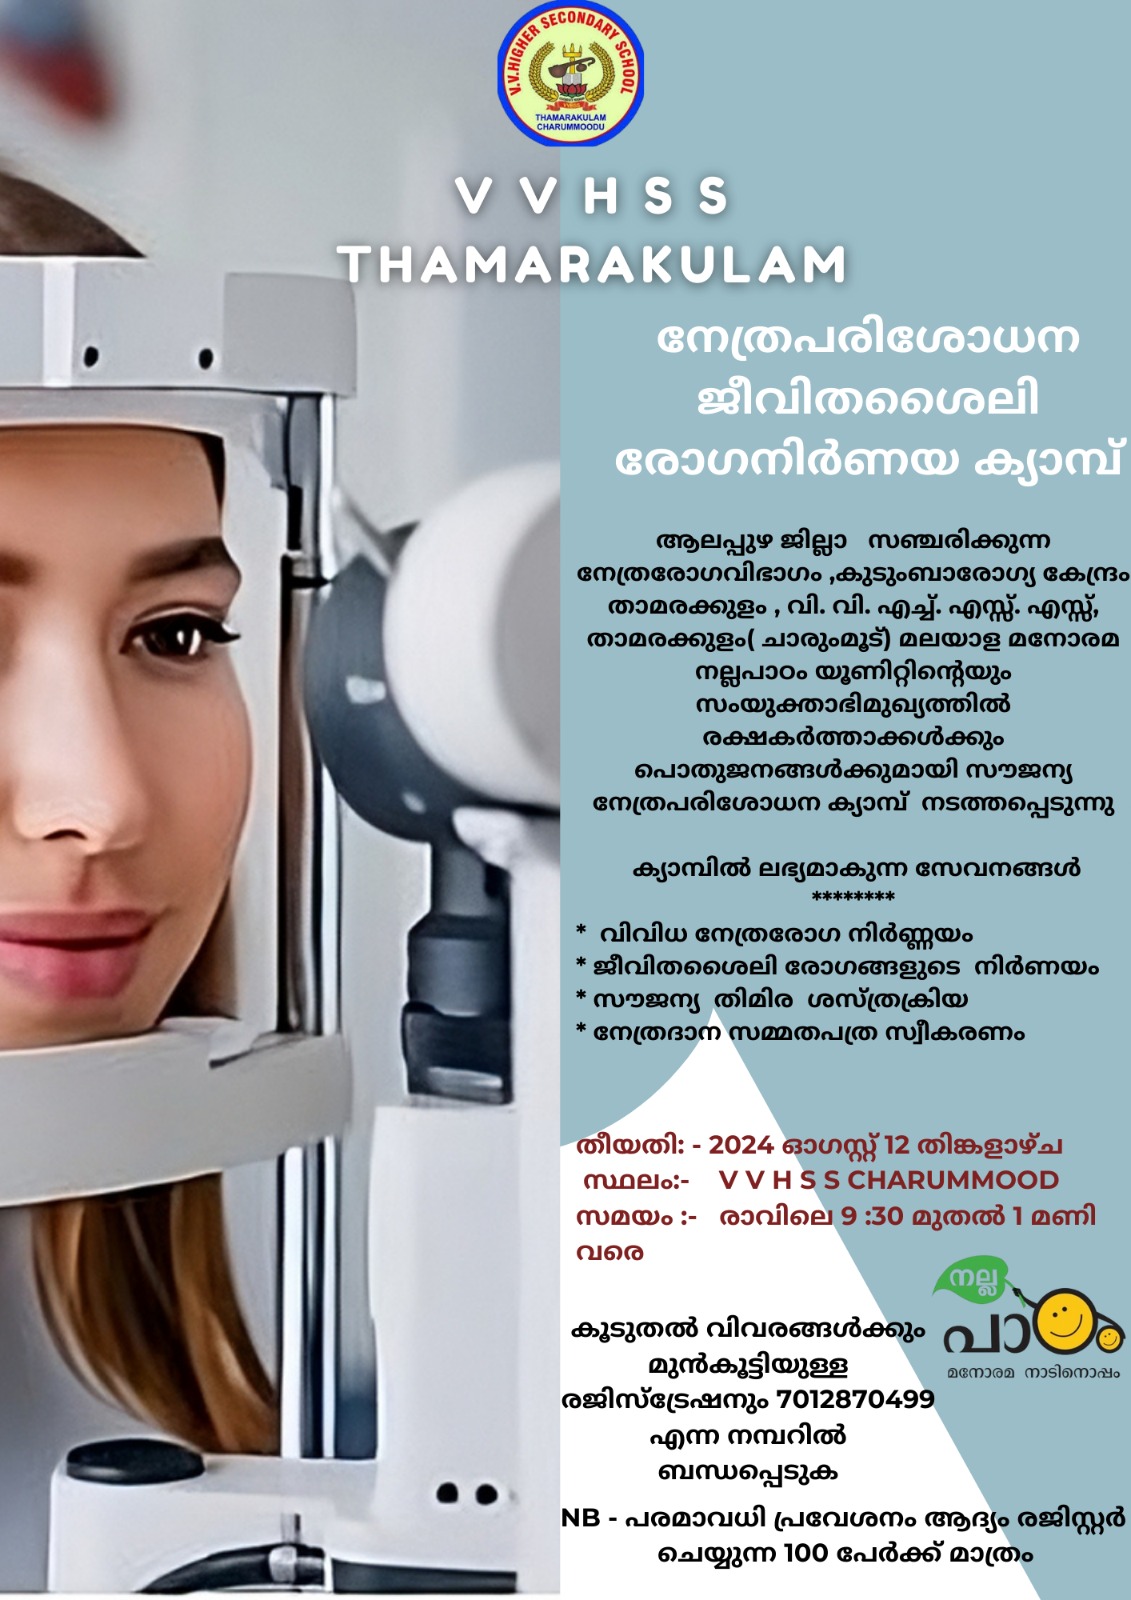 V.V.HIGHER SECONDARY SCHOOL
THAMARAKULAM
CHARUMMOODU
V V H S S
THAMARAKULAM
നേത്രപരിശോധന
ജീവിതശൈലി
രോഗനിർണയ ക്യാമ്പ്
ആലപ്പുഴ ജില്ലാ സഞ്ചരിക്കുന്ന
നേത്രരോഗവിഭാഗം ,കുടുംബാരോഗ്യ കേന്ദ്രം
താമരക്കുളം , വി. വി. എച്ച്. എസ്സ്. എസ്സ്,
താമരക്കുളം( ചാരുംമൂട്) മലയാള മനോരമ
നല്ലപാഠം യൂണിറ്റിന്റെയും
സംയുക്താഭിമുഖ്യത്തിൽ
രക്ഷകർത്താക്കൾക്കും
പൊതുജനങ്ങൾക്കുമായി സൗജന്യ
നേത്രപരിശോധന ക്യാമ്പ് നടത്തപ്പെടുന്നു
ക്യാമ്പിൽ ലഭ്യമാകുന്ന സേവനങ്ങൾ
********
* വിവിധ നേത്രരോഗ നിർണ്ണയം
* ജീവിതശൈലി രോഗങ്ങളുടെ നിർണയം
* സൗജന്യ തിമിര ശസ്ത്രക്രിയ
* നേത്രദാന സമ്മതപത്ര സ്വീകരണം
തീയതി: - 2024 ഓഗസ്റ്റ് 12 തിങ്കളാഴ്ച
സ്ഥലം:- V V H S S CHARUMMOOD
സമയം :- രാവിലെ 9 :30 മുതൽ 1 മണി
വരെ
നല്ല
പാഠം
മനോരമ നാടിനൊപ്പം
കൂടുതൽ വിവരങ്ങൾക്കും
മുൻകൂട്ടിയുള്ള
രജിസ്ട്രേഷനും 7012870499
എന്ന നമ്പറിൽ
ബന്ധപ്പെടുക
NB - പരമാവധി പ്രവേശനം ആദ്യം രജിസ്റ്റർ
ചെയ്യുന്ന 100 പേർക്ക് മാത്രം